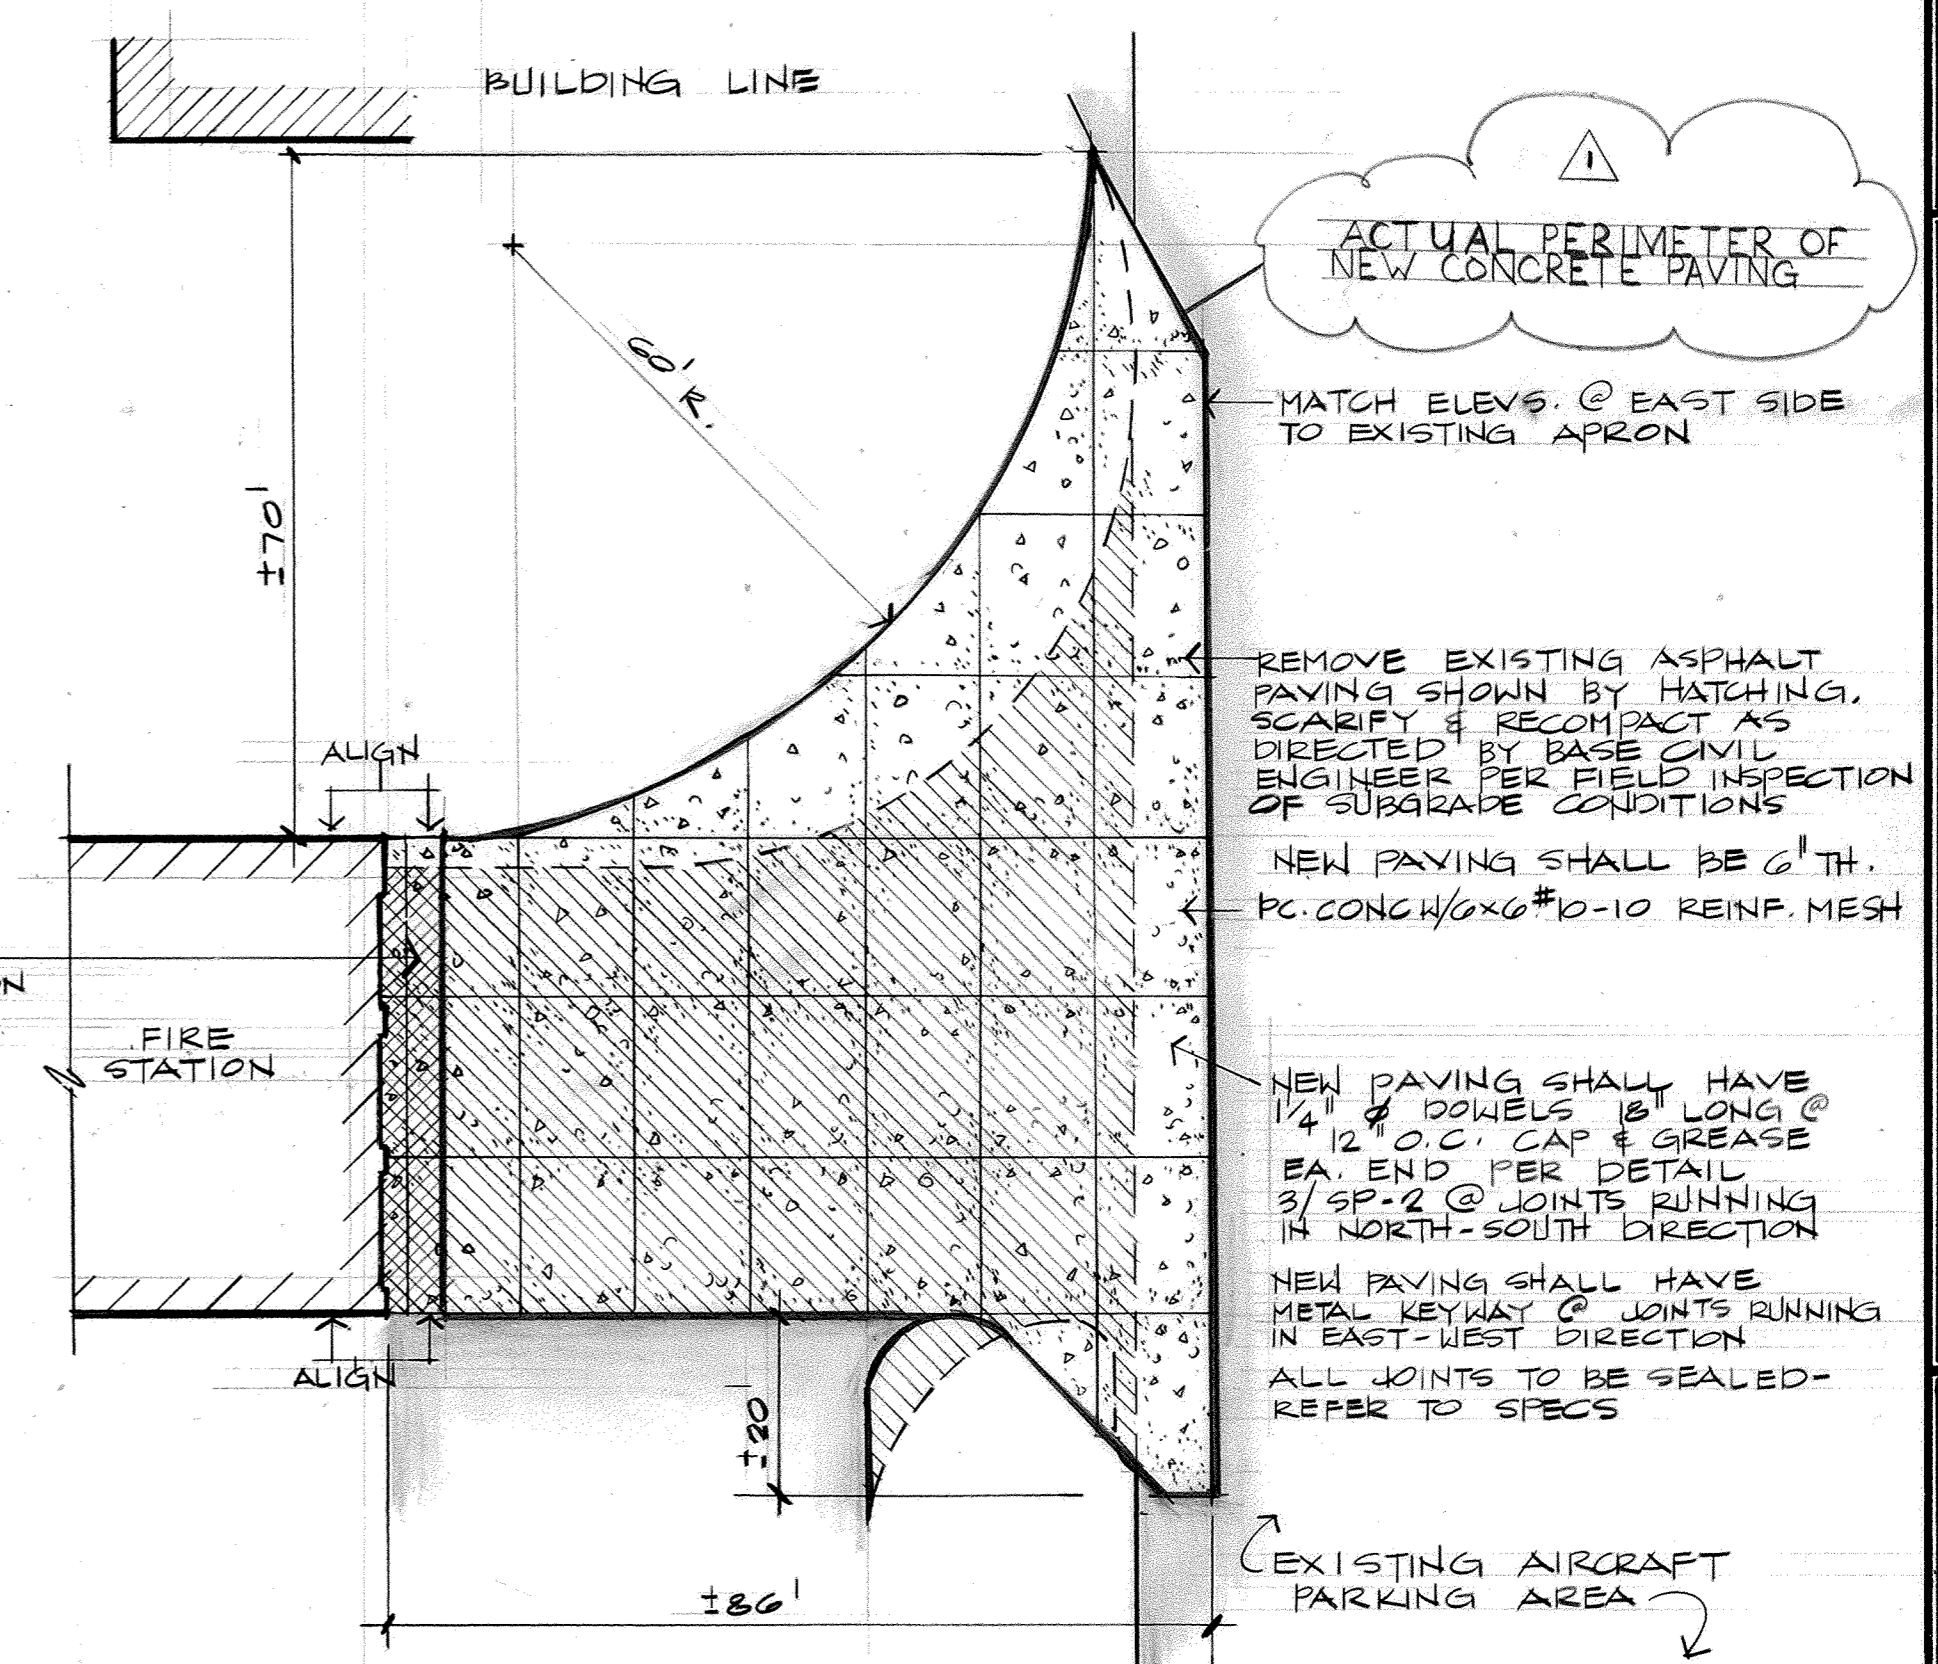 BUILDING LINE
1
ACTUAL PERIMETER OF
NEW CONCRETE PAVING
60' R.
MATCH ELEVS. @ EAST SIDE
TO EXISTING APRON
±70'
REMOVE EXISTING ASPHALT
PAVING SHOWN BY HATCHING.
SCARIFY & RECOMPACT AS
DIRECTED BY BASE CIVIL
ENGINEER PER FIELD INSPECTION
OF SUBGRADE CONDITIONS
ALIGN
NEW PAVING SHALL BE 6" TH.
PC. CONC W/6x6 #10-10 REINF. MESH
N
FIRE
STATION
NEW PAVING SHALL HAVE
1 1/4" ø DOWELS 18" LONG @
12" O.C. CAP & GREASE
EA. END PER DETAIL
3/SP-2 @ JOINTS RUNNING
IN NORTH-SOUTH DIRECTION
NEW PAVING SHALL HAVE
METAL KEYWAY @ JOINTS RUNNING
IN EAST-WEST DIRECTION
ALIGN
ALL JOINTS TO BE SEALED-
REFER TO SPECS
±20'
EXISTING AIRCRAFT
PARKING AREA
±86'